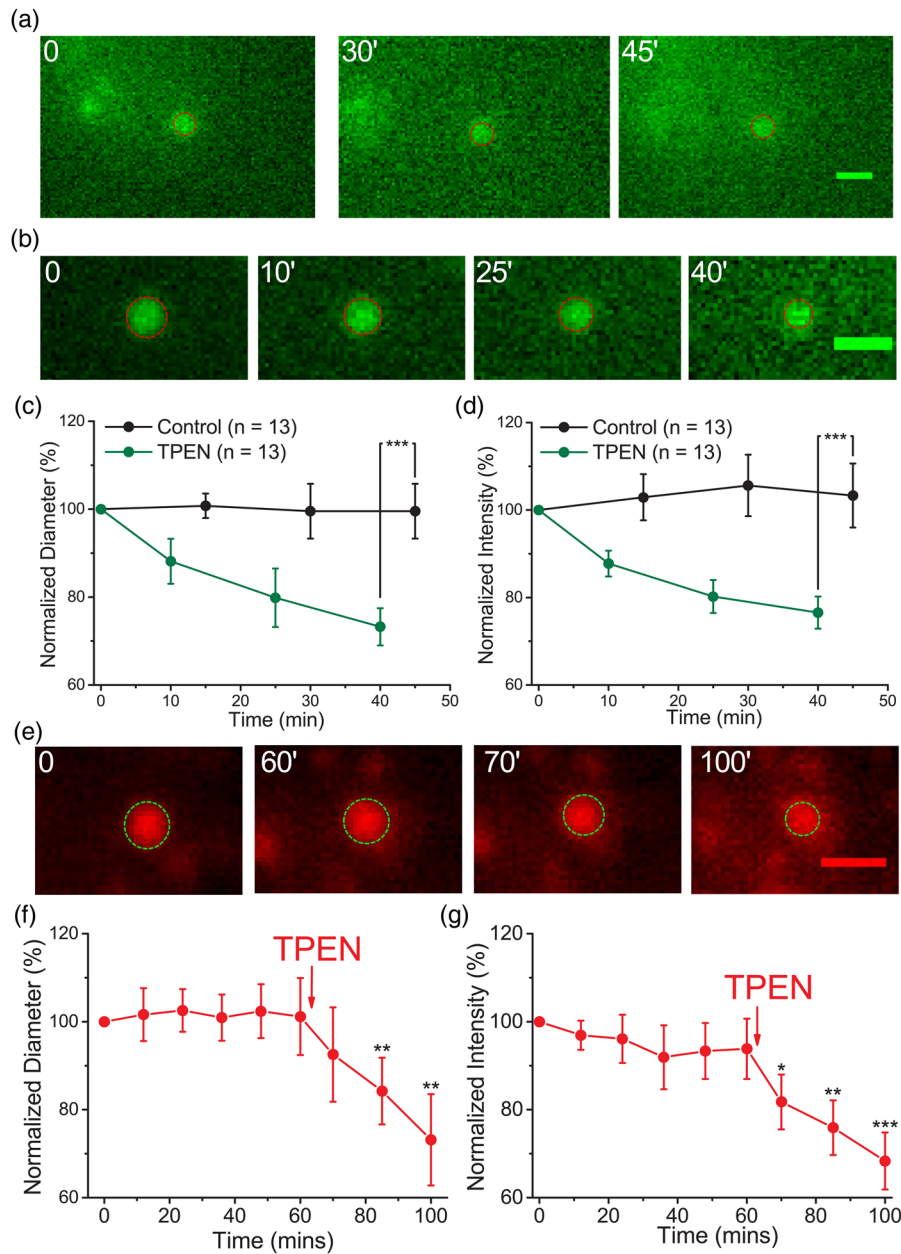 (a)
0
30'
45'
(b)
0
10'
25'
40'
(c)
(d)
120
100
80
60
Normalized Diameter (%)
Control (n = 13)
TPEN (n = 13)
***
0
10
20
30
40
50
Time (min)
120
100
80
60
Normalized Intensity (%)
Control (n = 13)
TPEN (n = 13)
***
0
10
20
30
40
50
Time (min)
(e)
0
60'
70'
100'
(f)
(g)
120
100
80
60
Normalized Diameter (%)
TPEN
**
**
0
20
40
60
80
100
Time (mins)
120
100
80
60
Normalized Intensity (%)
TPEN
*
**
***
0
20
40
60
80
100
Time (mins)